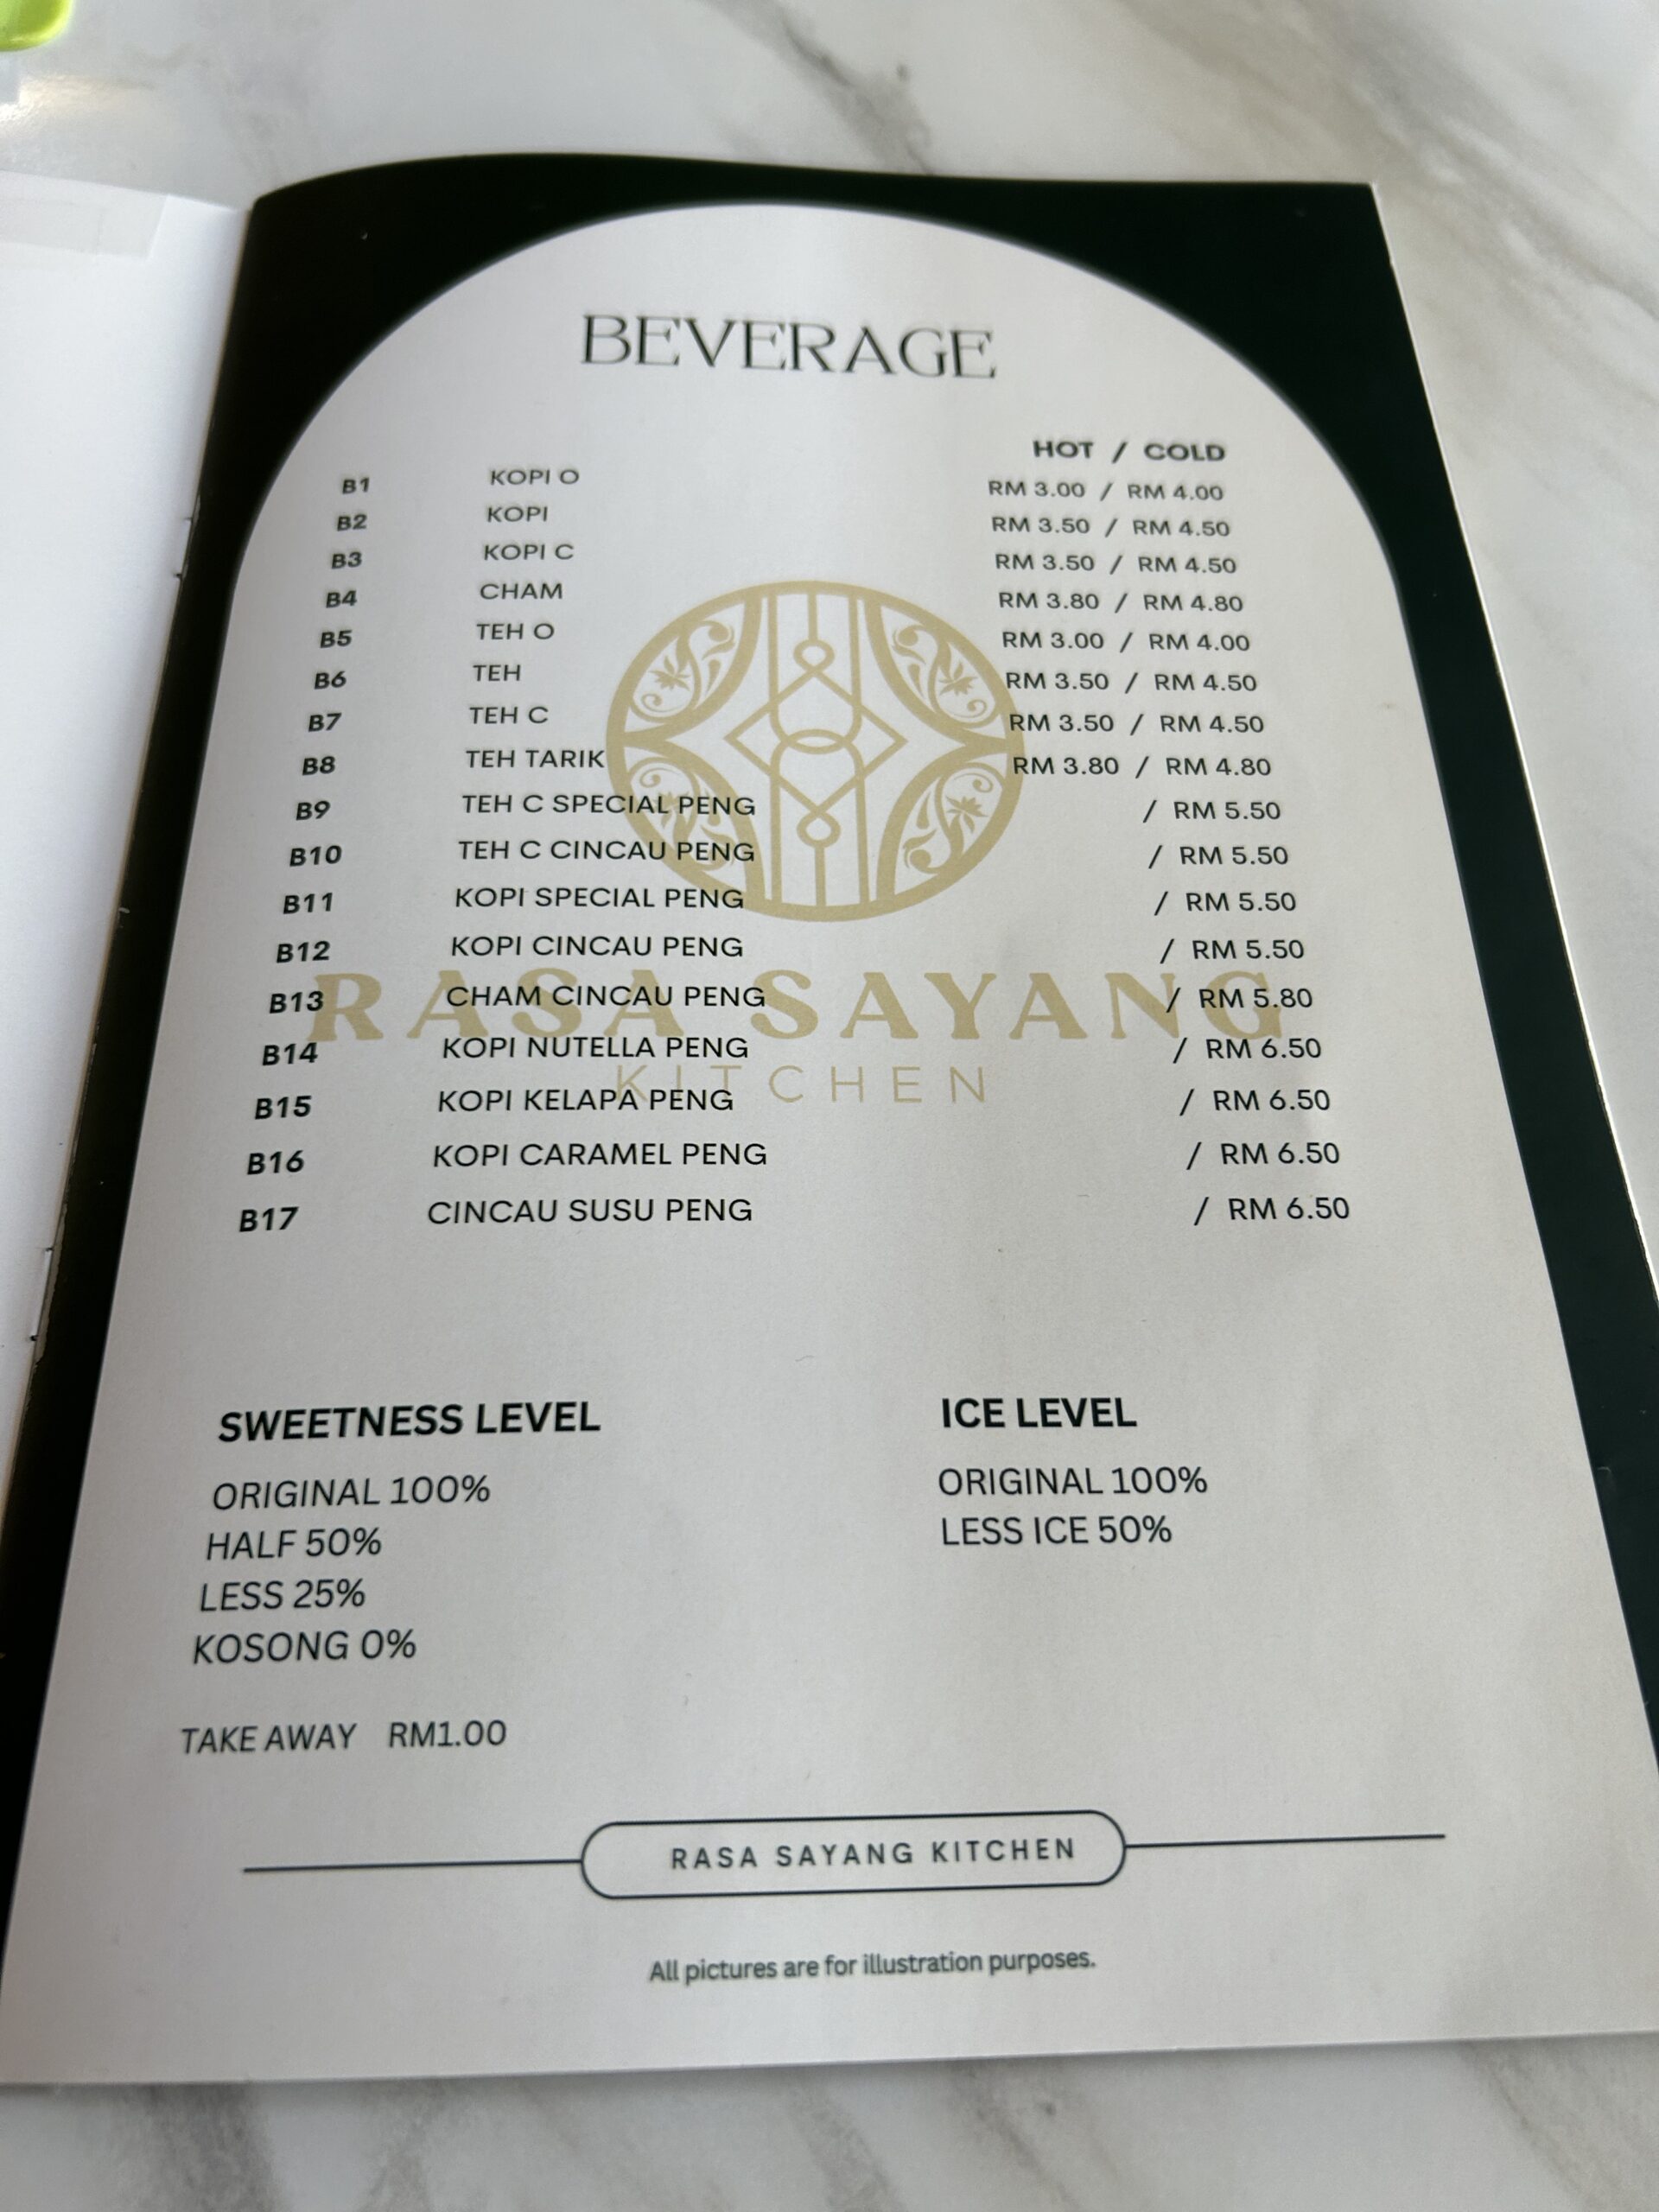 BEVERAGE
HOT / COLD
B1 KOPI O RM 3.00 / RM 4.00
B2 KOPI RM 3.50 / RM 4.50
B3 KOPI C RM 3.50 / RM 4.50
B4 CHAM RM 3.80 / RM 4.80
B5 TEH O RM 3.00 / RM 4.00
B6 TEH RM 3.50 / RM 4.50
B7 TEH C RM 3.50 / RM 4.50
B8 TEH TARIK RM 3.80 / RM 4.80
B9 TEH C SPECIAL PENG / RM 5.50
B10 TEH C CINCAU PENG / RM 5.50
B11 KOPI SPECIAL PENG / RM 5.50
B12 KOPI CINCAU PENG / RM 5.50
B13 CHAM CINCAU PENG / RM 5.80
B14 KOPI NUTELLA PENG / RM 6.50
B15 KOPI KELAPA PENG / RM 6.50
B16 KOPI CARAMEL PENG / RM 6.50
B17 CINCAU SUSU PENG / RM 6.50
RASA SAYANG
KITCHEN
SWEETNESS LEVEL
ORIGINAL 100%
HALF 50%
LESS 25%
KOSONG 0%
ICE LEVEL
ORIGINAL 100%
LESS ICE 50%
TAKE AWAY RM1.00
RASA SAYANG KITCHEN
All pictures are for illustration purposes.